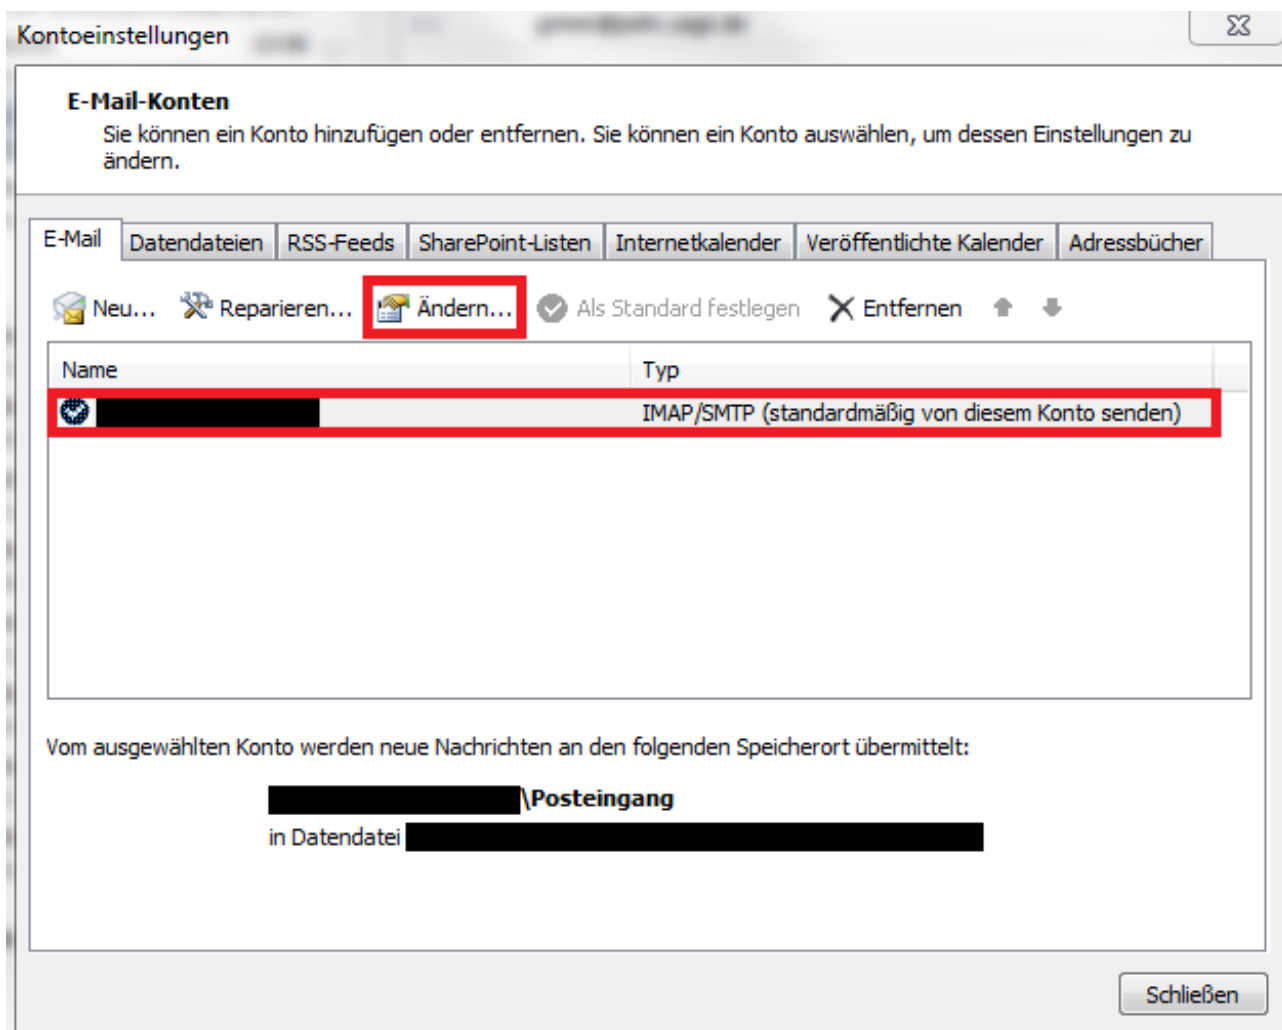 Kontoeinstellungen
E-Mail-Konten
Sie können ein Konto hinzufügen oder entfernen. Sie können ein Konto auswählen, um dessen Einstellungen zu
ändern.
E-Mail Datendateien RSS-Feeds SharePoint-Listen Internetkalender Veröffentlichte Kalender Adressbücher
Neu... Reparieren... Ändern... Als Standard festlegen Entfernen
Name Typ
IMAP/SMTP (standardmäßig von diesem Konto senden)
Vom ausgewählten Konto werden neue Nachrichten an den folgenden Speicherort übermittelt:
\Posteingang
in Datendatei
Schließen